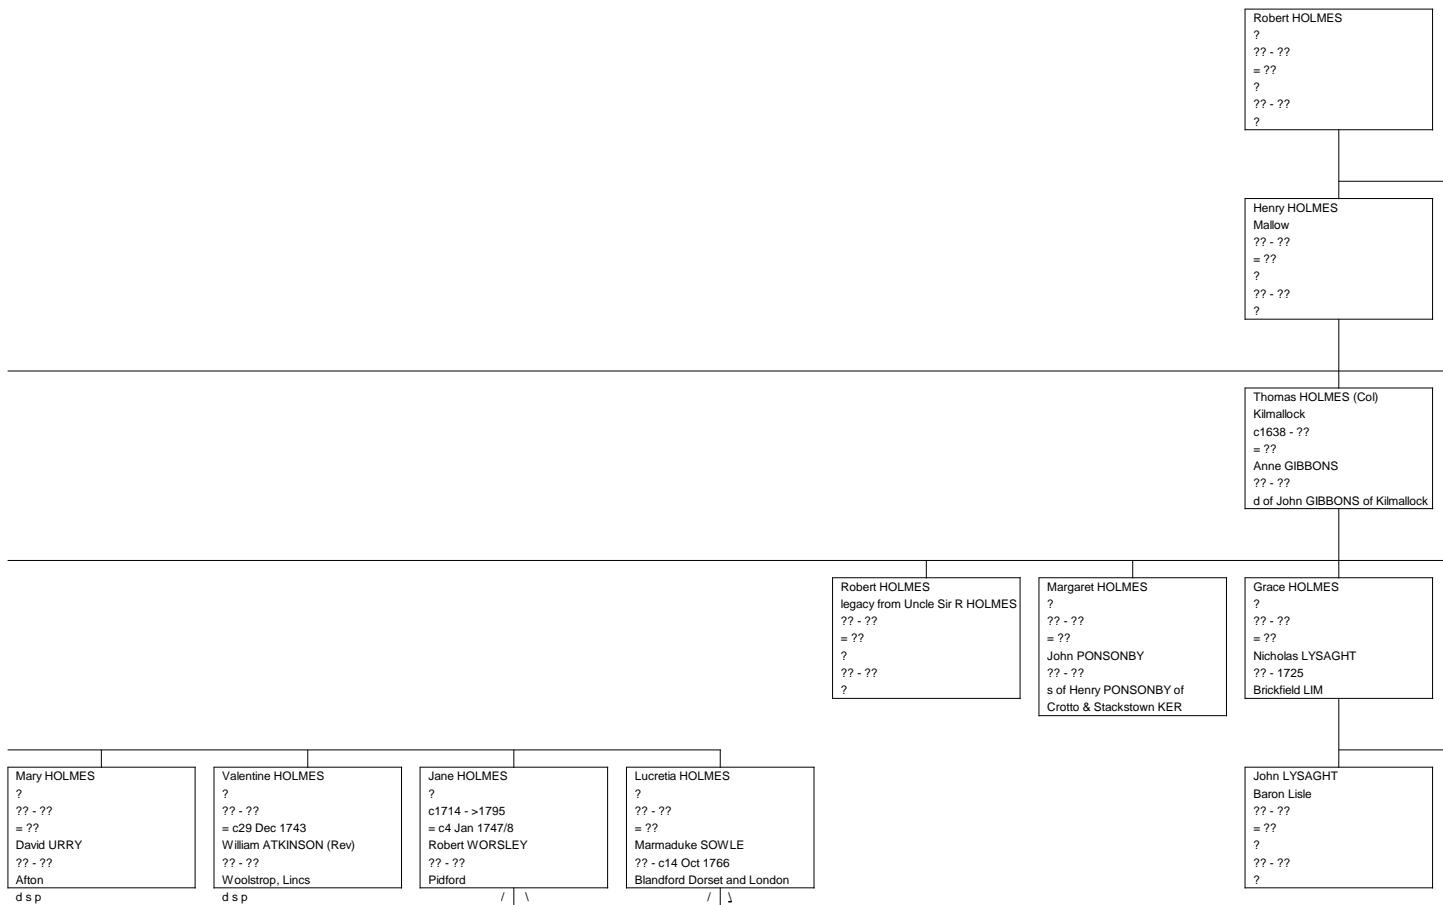 Robert HOLMES
?
?? - ??
= ??
?
?? - ??
?
Henry HOLMES
Mallow
?? - ??
= ??
?
?? - ??
?
Thomas HOLMES (Col)
Kilmallock
c1638 - ??
= ??
Anne GIBBONS
?? - ??
d of John GIBBONS of Kilmallock
Robert HOLMES
legacy from Uncle Sir R HOLMES
?? - ??
= ??
?
?? - ??
?
Margaret HOLMES
?
?? - ??
= ??
John PONSONBY
?? - ??
s of Henry PONSONBY of
Crotto & Stackstown KER
Grace HOLMES
?
?? - ??
= ??
Nicholas LYSAGHT
?? - 1725
Brickfield LIM
Mary HOLMES
?
?? - ??
= ??
David URRY
?? - ??
Afton
d s p
Valentine HOLMES
?
?? - ??
= c29 Dec 1743
William ATKINSON (Rev)
?? - ??
Woolstrop, Lincs
d s p
Jane HOLMES
?
c1714 - >1795
= c4 Jan 1747/8
Robert WORSLEY
?? - ??
Pidford
/ \
Lucretia HOLMES
?
?? - ??
= ??
Marmaduke SOWLE
?? - c14 Oct 1766
Blandford Dorset and London
/ \
John LYSAGHT
Baron Lisle
?? - ??
= ??
?
?? - ??
?